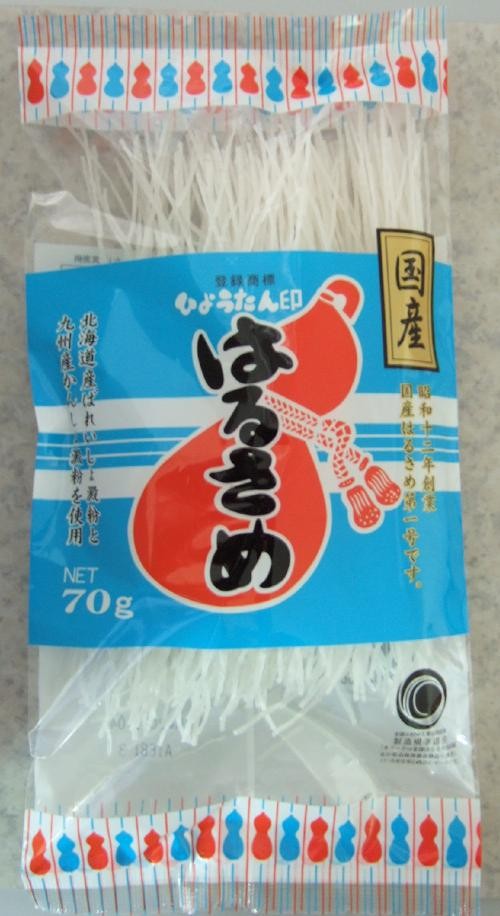 登録商標
ひょうたん印
はるさめ
国産
昭和十二年創業
国産はるさめ第一号です。
北海道産ばれいしょ澱粉と
九州産かんしょ澱粉を使用
NET
70g